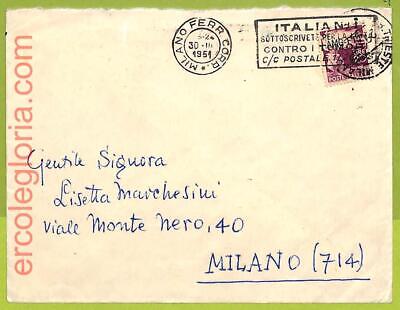 MILANO FERR. CORR.
30-III
1951
ITALIANI
SOTTOSCRIVETE PER LA
CONTRO I
C/C POSTALE
TRIESTE
Gentile Signora
Lisetta Marchesini
viale Monte Nero, 40
MILANO (714)
ercolegloria.com